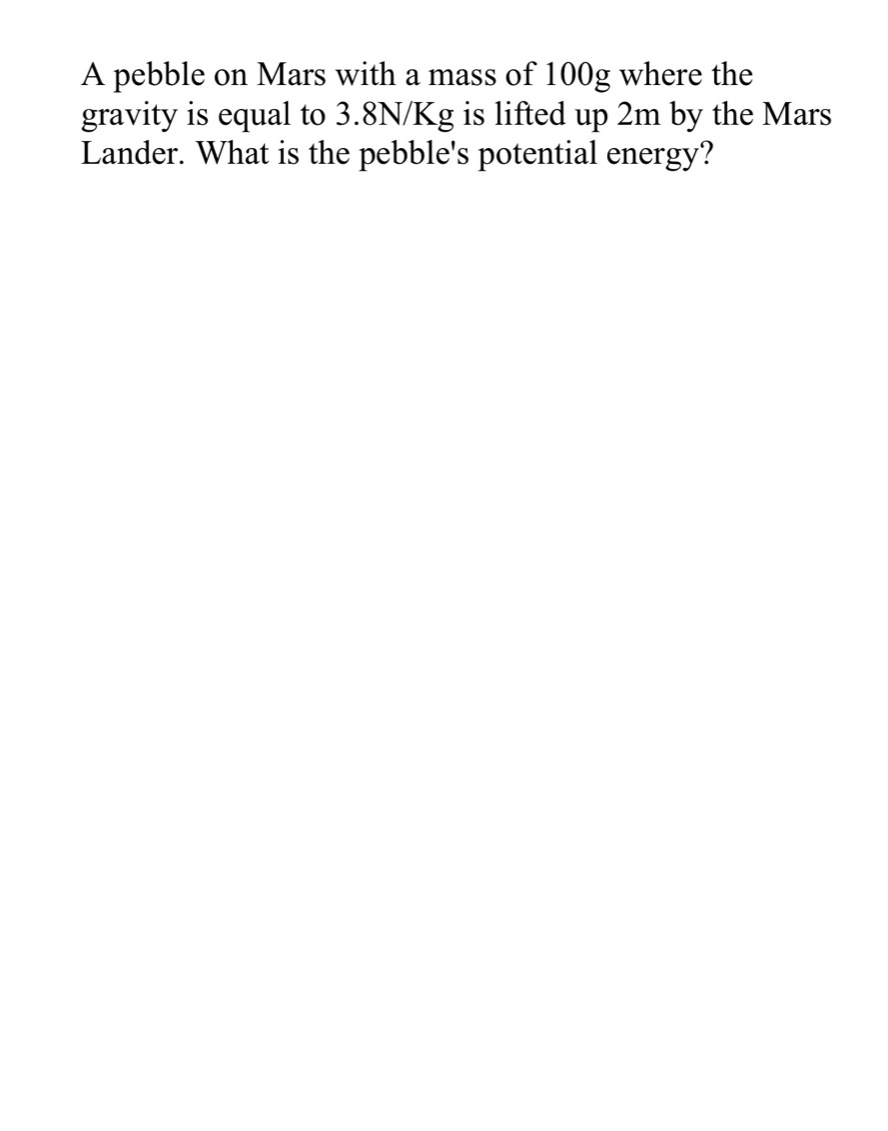 A pebble on Mars with a mass of 100g where the
gravity is equal to 3.8N/Kg is lifted up 2m by the Mars
Lander. What is the pebble's potential energy?